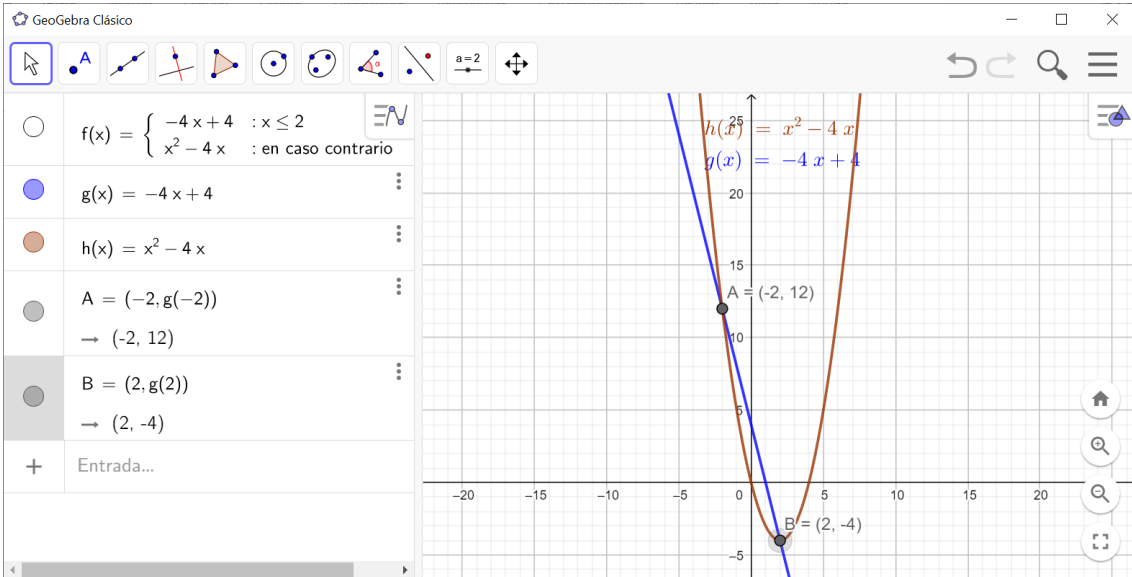 GeoGebra Clásico
A
α
a=2
f(x) = { −4 x + 4 : x ≤ 2
x² − 4 x : en caso contrario
g(x) = −4 x + 4
h(x) = x² − 4 x
A = (−2, g(−2))
→ (-2, 12)
B = (2, g(2))
→ (2, -4)
+ Entrada...
25
h(x) = x² − 4 x
g(x) = −4 x + 4
20
15
A = (-2, 12)
10
5
−20 −15 −10 −5 0 5 10 15 20
B = (2, -4)
−5